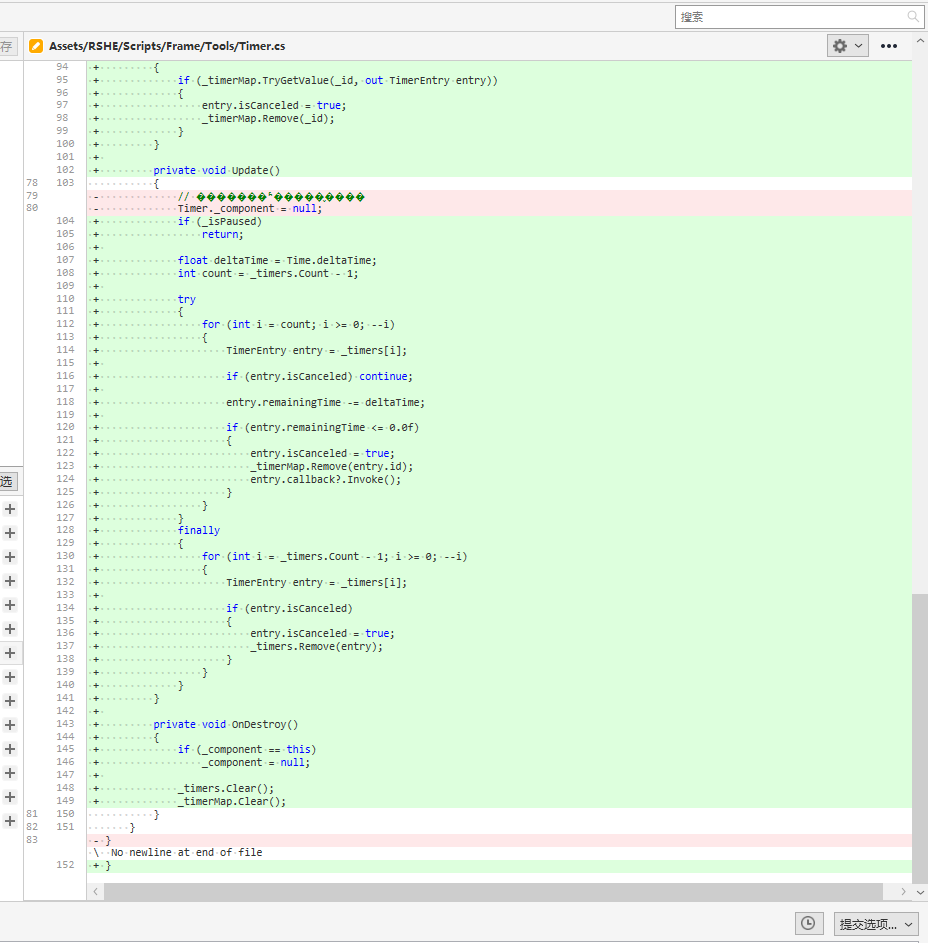 搜索
存
Assets/RSHE/Scripts/Frame/Tools/Timer.cs
94 + {
95 + if (_timerMap.TryGetValue(_id, out TimerEntry entry))
96 + {
97 + entry.isCanceled = true;
98 + _timerMap.Remove(_id);
99 + }
100 + }
101 +
102 + private void Update()
78 103 {
79 - //
80 - Timer._component = null;
104 + if (_isPaused)
105 + return;
106 +
107 + float deltaTime = Time.deltaTime;
108 + int count = _timers.Count - 1;
109 +
110 + try
111 + {
112 + for (int i = count; i >= 0; --i)
113 + {
114 + TimerEntry entry = _timers[i];
115 +
116 + if (entry.isCanceled) continue;
117 +
118 + entry.remainingTime -= deltaTime;
119 +
120 + if (entry.remainingTime <= 0.0f)
121 + {
122 + entry.isCanceled = true;
123 + _timerMap.Remove(entry.id);
124 + entry.callback?.Invoke();
125 + }
126 + }
127 + }
128 + finally
129 + {
130 + for (int i = _timers.Count - 1; i >= 0; --i)
131 + {
132 + TimerEntry entry = _timers[i];
133 +
134 + if (entry.isCanceled)
135 + {
136 + entry.isCanceled = true;
137 + _timers.Remove(entry);
138 + }
139 + }
140 + }
141 + }
142 +
143 + private void OnDestroy()
144 + {
145 + if (_component == this)
146 + _component = null;
147 +
148 + _timers.Clear();
149 + _timerMap.Clear();
81 150 }
82 151 }
83 - }
\ No newline at end of file
152 + }
选
提交选项...